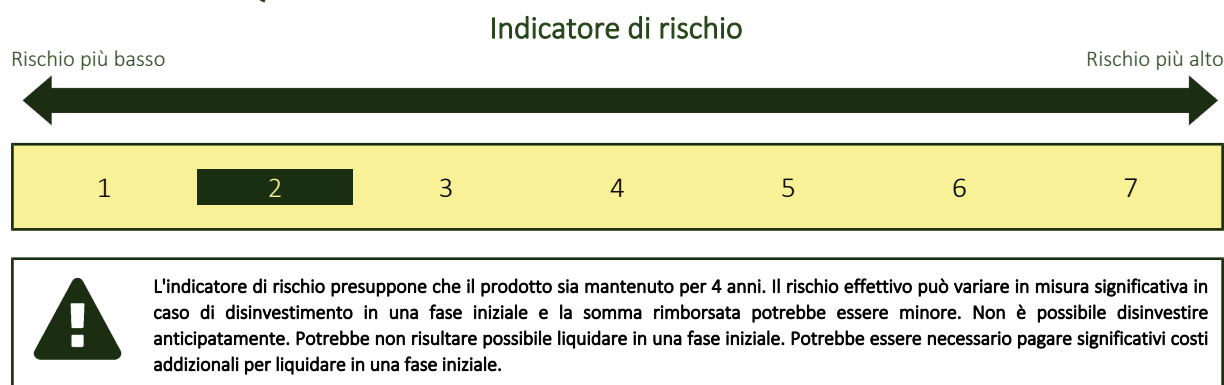 Indicatore di rischio
Rischio più basso
Rischio più alto
1 2 3 4 5 6 7
L'indicatore di rischio presuppone che il prodotto sia mantenuto per 4 anni. Il rischio effettivo può variare in misura significativa in
caso di disinvestimento in una fase iniziale e la somma rimborsata potrebbe essere minore. Non è possibile disinvestire
anticipatamente. Potrebbe non risultare possibile liquidare in una fase iniziale. Potrebbe essere necessario pagare significativi costi
addizionali per liquidare in una fase iniziale.